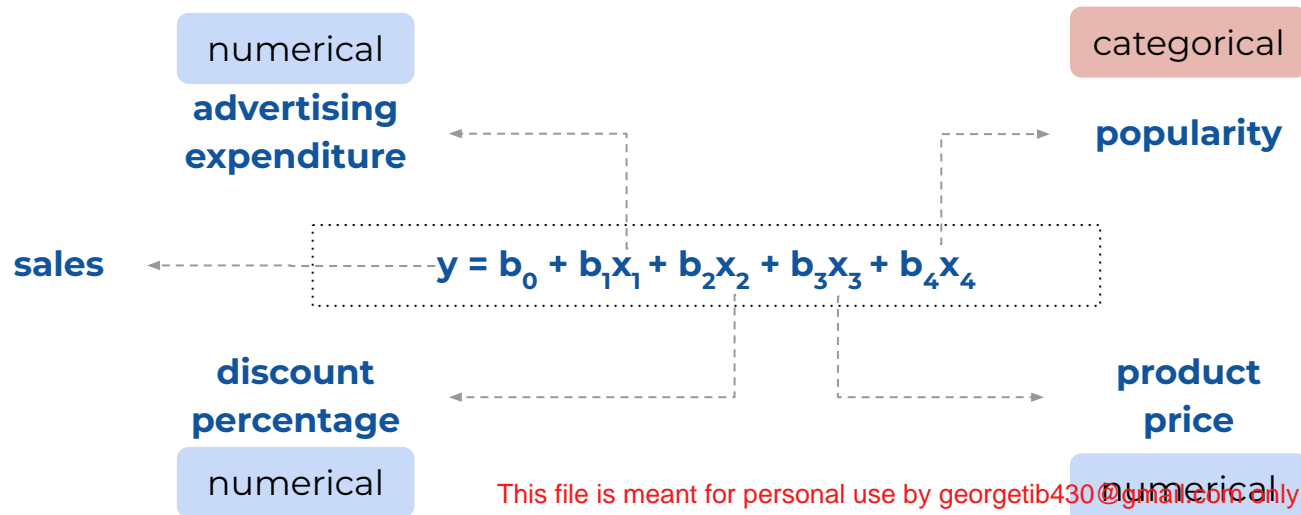 numerical
categorical
advertising
expenditure
popularity
sales
y = b₀ + b₁x₁ + b₂x₂ + b₃x₃ + b₄x₄
discount
percentage
product
price
numerical
numerical
This file is meant for personal use by georgetib430@gmail.com only